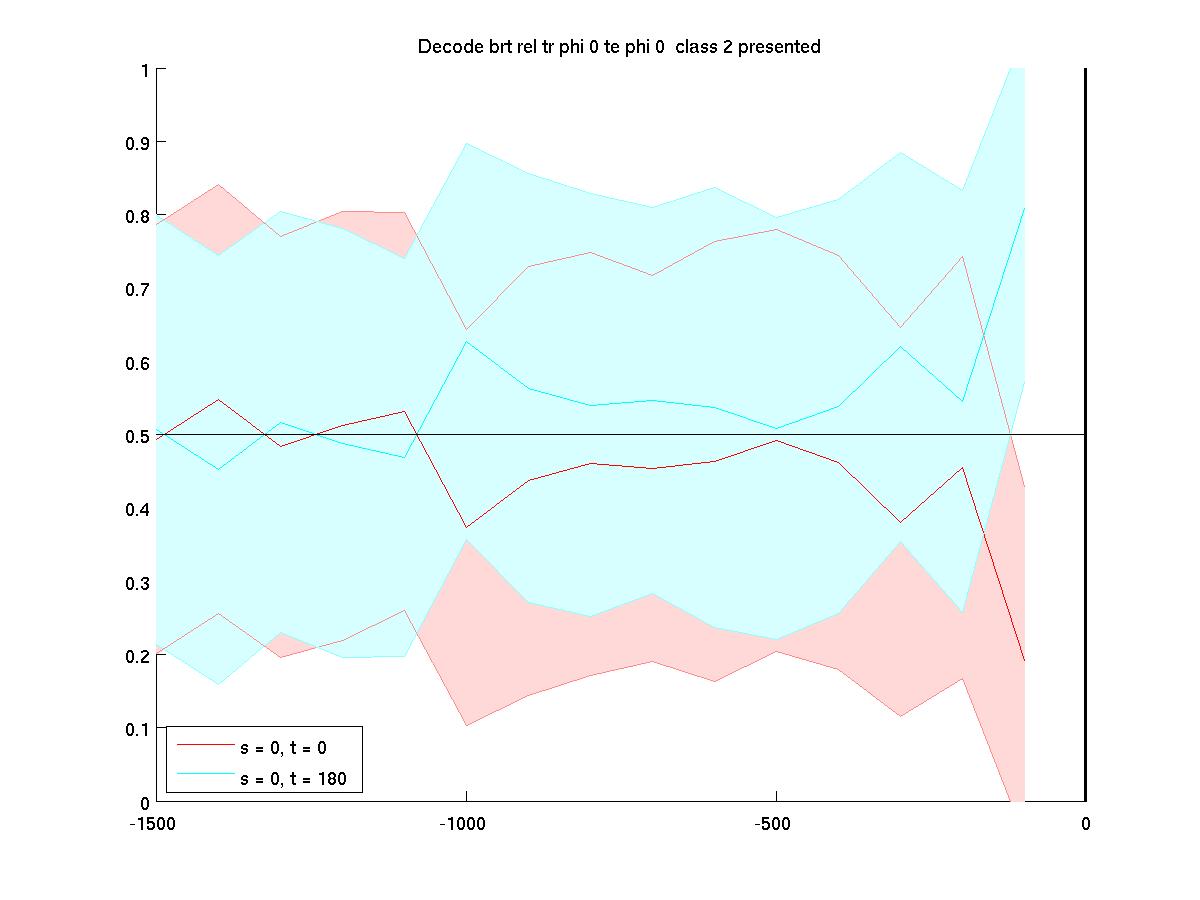 Decode brt rel tr phi 0 te phi 0  class 2 presented
1
0.9
0.8
0.7
0.6
0.5
0.4
0.3
0.2
0.1
0
s = 0, t = 0
s = 0, t = 180
-1500 -1000 -500 0